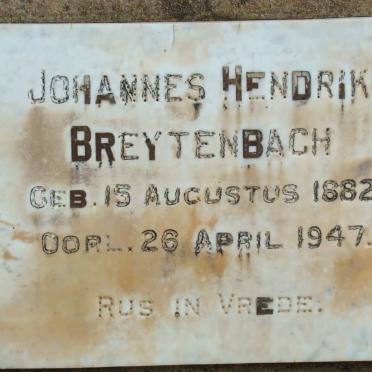 JOHANNES HENDRIK
BREYTENBACH
GEB. 15 AUGUSTUS 1882
OORL. 26 APRIL 1947.
RUS IN VREDE.